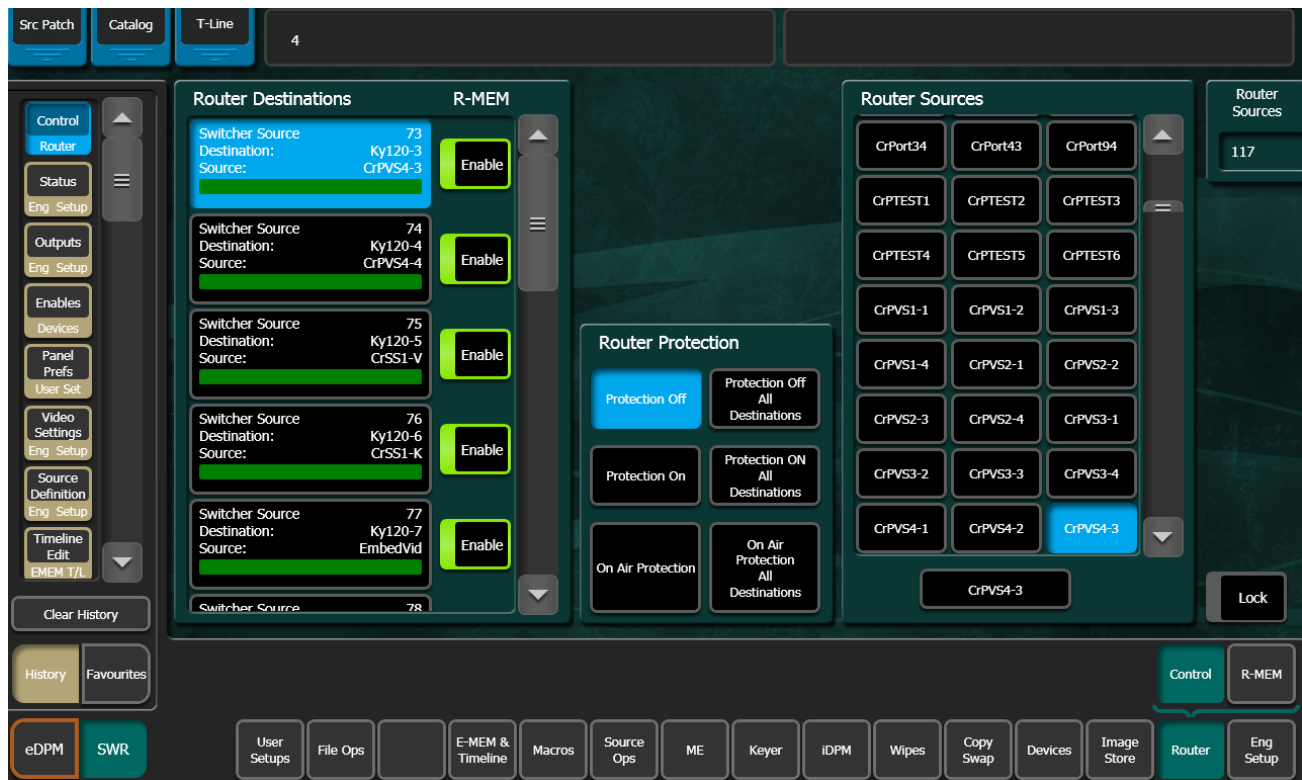 Src Patch
Catalog
T-Line
4
Control
Router
Status
Eng Setup
Outputs
Eng Setup
Enables
Devices
Panel
Prefs
User Set
Video
Settings
Eng Setup
Source
Definition
Eng Setup
Timeline
Edit
EMEM T/L
Clear History
History
Favourites
Router Destinations
R-MEM
Switcher Source 73
Destination: Ky120-3
Source: CrPVS4-3
Enable
Switcher Source 74
Destination: Ky120-4
Source: CrPVS4-4
Enable
Switcher Source 75
Destination: Ky120-5
Source: CrSS1-V
Enable
Switcher Source 76
Destination: Ky120-6
Source: CrSS1-K
Enable
Switcher Source 77
Destination: Ky120-7
Source: EmbedVid
Enable
Switcher Source 78
Router Protection
Protection Off
Protection Off
All
Destinations
Protection On
Protection ON
All
Destinations
On Air Protection
On Air
Protection
All
Destinations
Router Sources
CrPort34 CrPort43 CrPort94
CrPTEST1 CrPTEST2 CrPTEST3
CrPTEST4 CrPTEST5 CrPTEST6
CrPVS1-1 CrPVS1-2 CrPVS1-3
CrPVS1-4 CrPVS2-1 CrPVS2-2
CrPVS2-3 CrPVS2-4 CrPVS3-1
CrPVS3-2 CrPVS3-3 CrPVS3-4
CrPVS4-1 CrPVS4-2 CrPVS4-3
CrPVS4-3
Router
Sources
117
Lock
Control
R-MEM
eDPM
SWR
User
Setups
File Ops
E-MEM &
Timeline
Macros
Source
Ops
ME
Keyer
iDPM
Wipes
Copy
Swap
Devices
Image
Store
Router
Eng
Setup